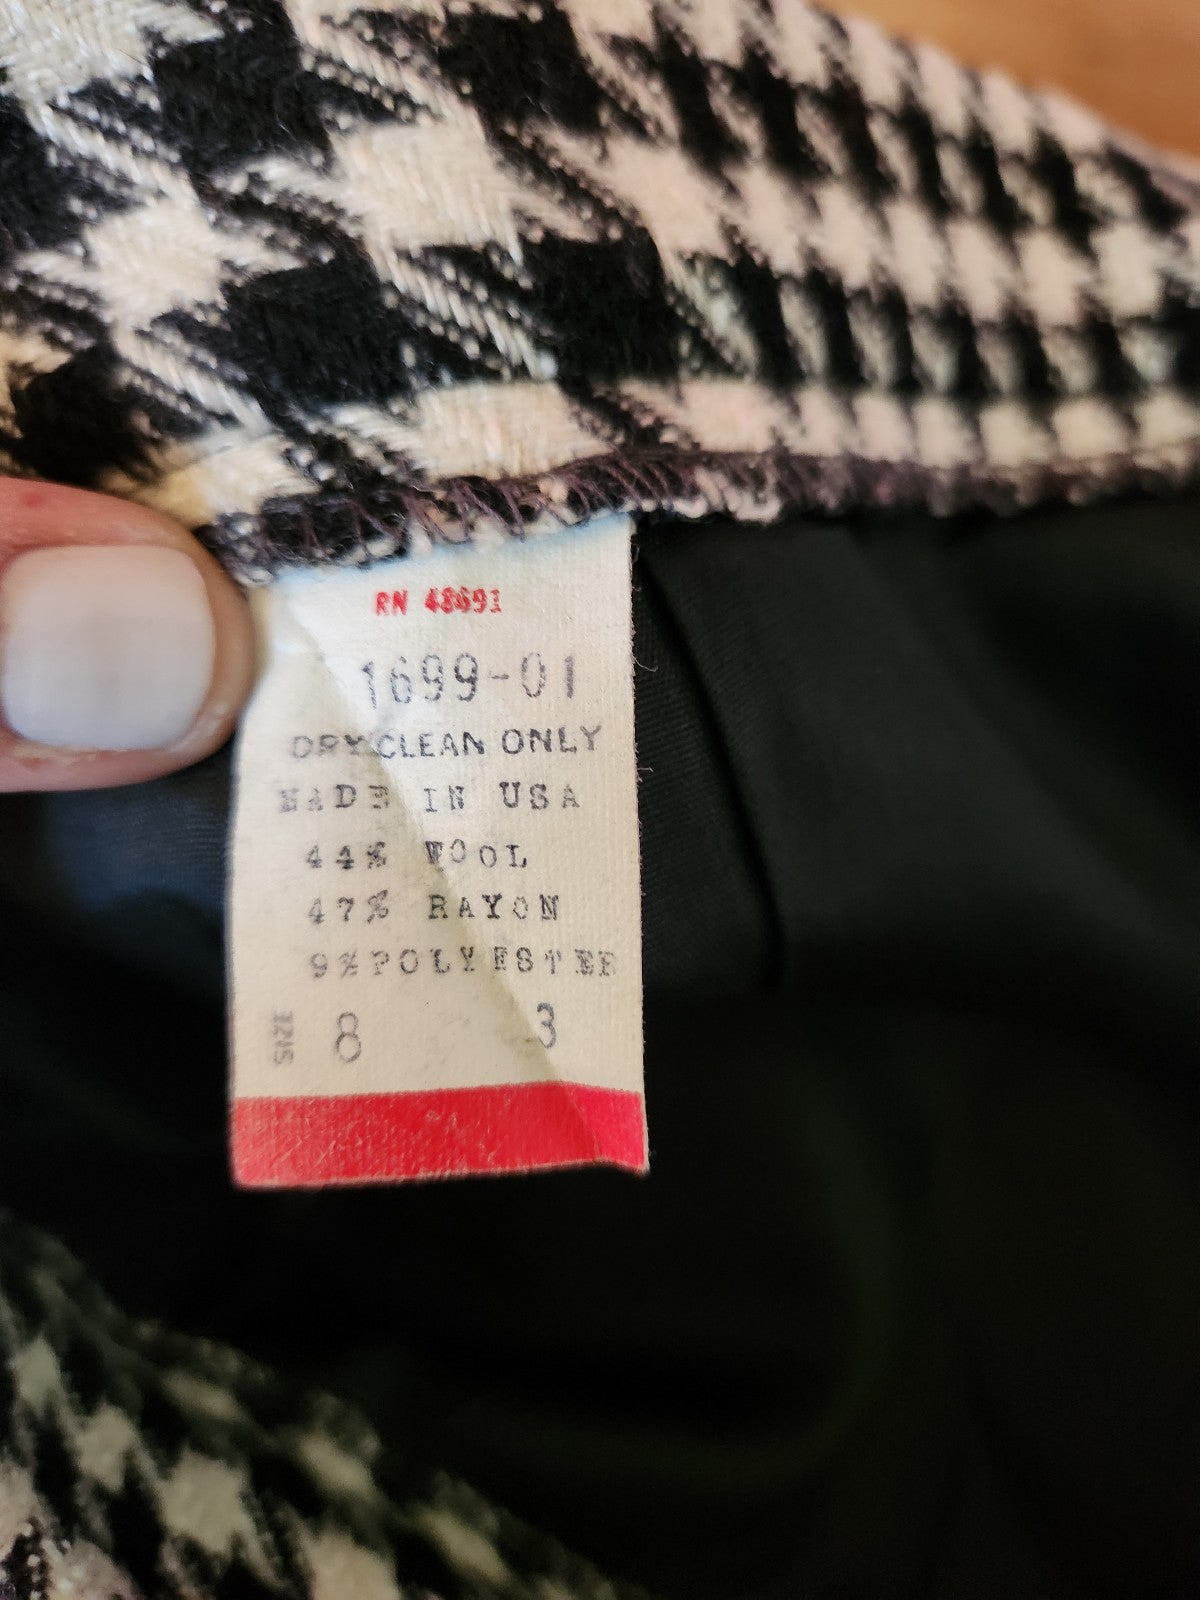 RN 48691
1699-01
DRY CLEAN ONLY
MADE IN USA
44% WOOL
47% RAYON
9%POLYESTER
SIZE 8 3